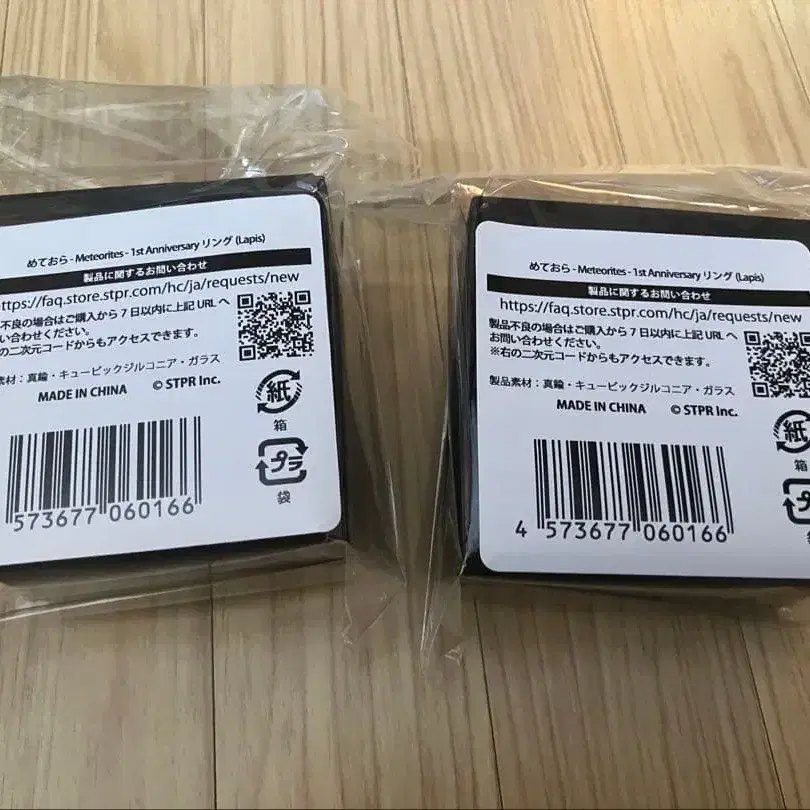 めておら - Meteorites - 1st Anniversary リング (Lapis)
製品に関するお問い合わせ
https://faq.store.stpr.com/hc/ja/requests/new
不良の場合はご購入から 7 日以内に上記 URL へ
い合わせください。
の二次元コードからもアクセスできます。
素材：真鍮・キュービックジルコニア・ガラス
MADE IN CHINA © STPR Inc.
紙
箱
プラ
袋
573677 060166
めておら - Meteorites - 1st Anniversary リング (Lapis)
製品に関するお問い合わせ
https://faq.store.stpr.com/hc/ja/requests/new
製品不良の場合はご購入から 7 日以内に上記 URL へ
お問い合わせください。
※右の二次元コードからもアクセスできます。
製品素材：真鍮・キュービックジルコニア・ガラス
MADE IN CHINA © STPR Inc.
紙
箱
4 573677 060166